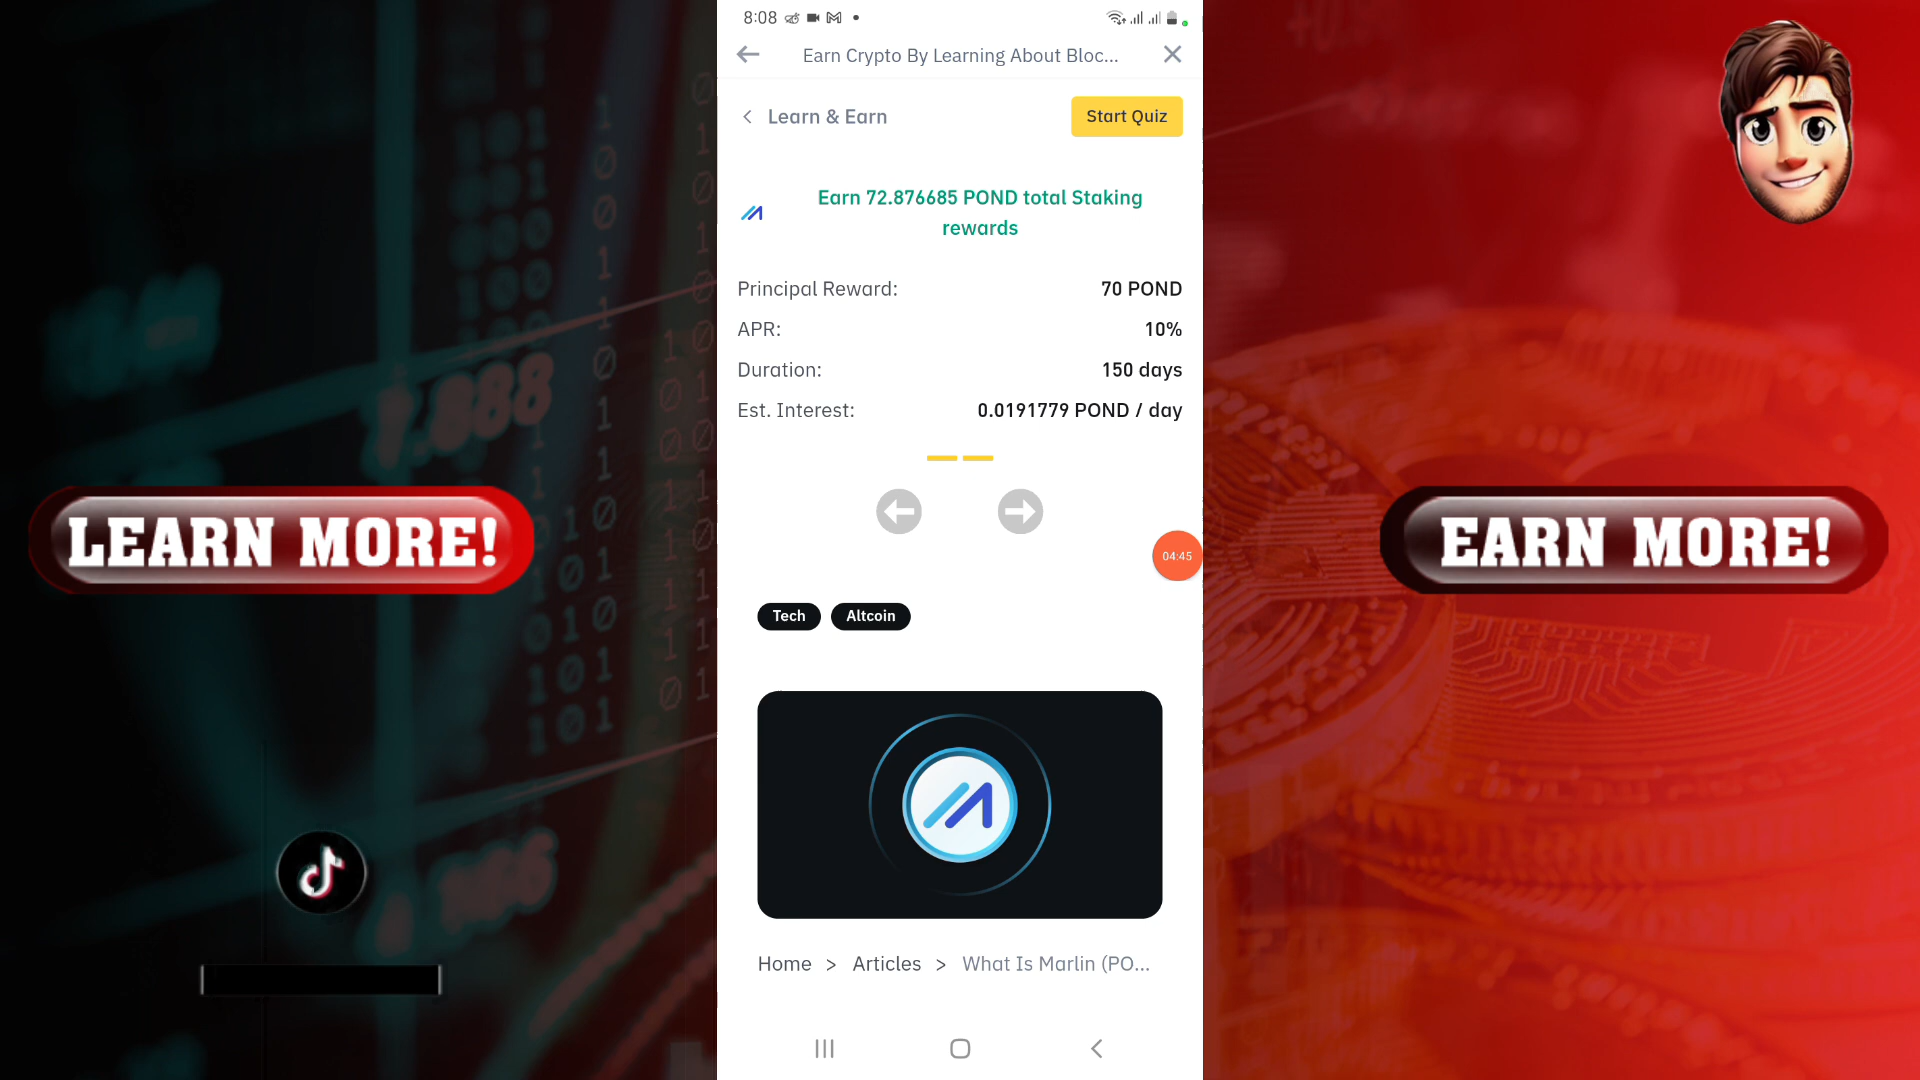 8:08
Earn Crypto By Learning About Bloc...
Learn & Earn
Start Quiz
Earn 72.876685 POND total Staking
rewards
Principal Reward: 70 POND
APR: 10%
Duration: 150 days
Est. Interest: 0.0191779 POND / day
LEARN MORE!
EARN MORE!
04:45
Tech Altcoin
Home > Articles > What Is Marlin (PO...